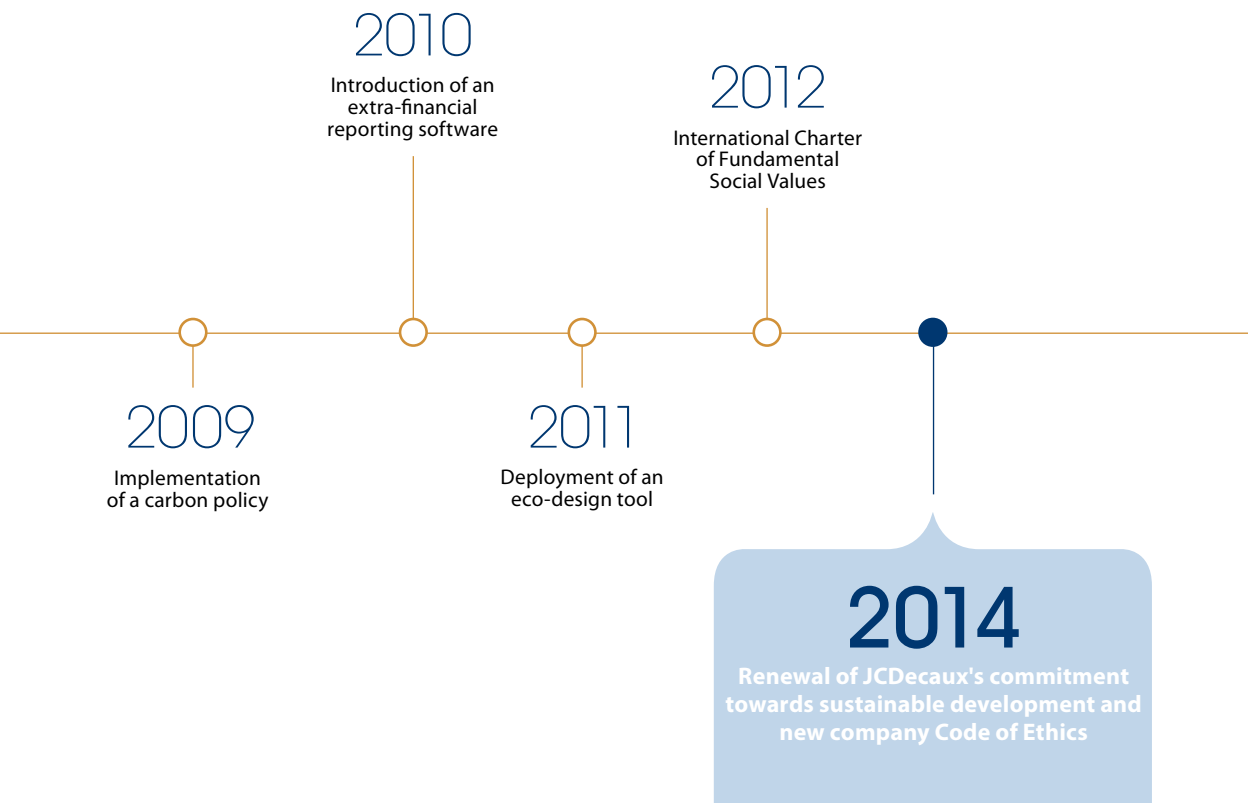 2010
Introduction of an
extra-financial
reporting software
2012
International Charter
of Fundamental
Social Values
2009
Implementation
of a carbon policy
2011
Deployment of an
eco-design tool
2014
Renewal of JCDecaux's commitment
towards sustainable development and
new company Code of Ethics